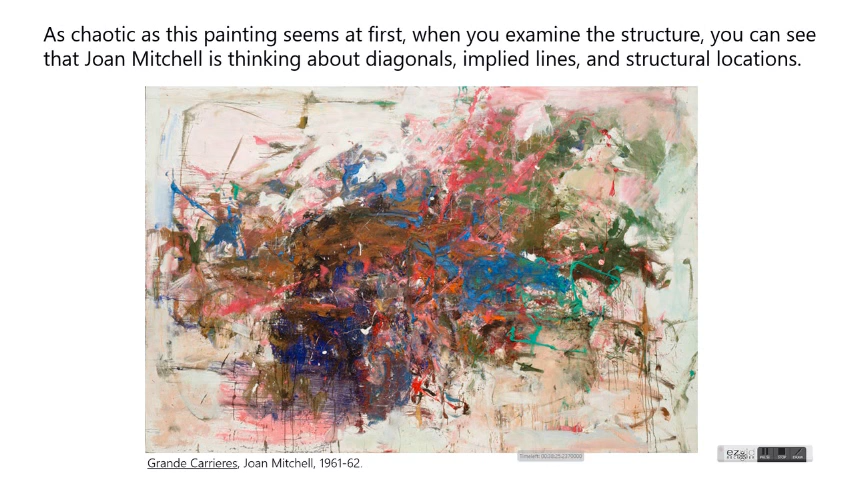 As chaotic as this painting seems at first, when you examine the structure, you can see
that Joan Mitchell is thinking about diagonals, implied lines, and structural locations.
Grande Carrieres, Joan Mitchell, 1961-62.